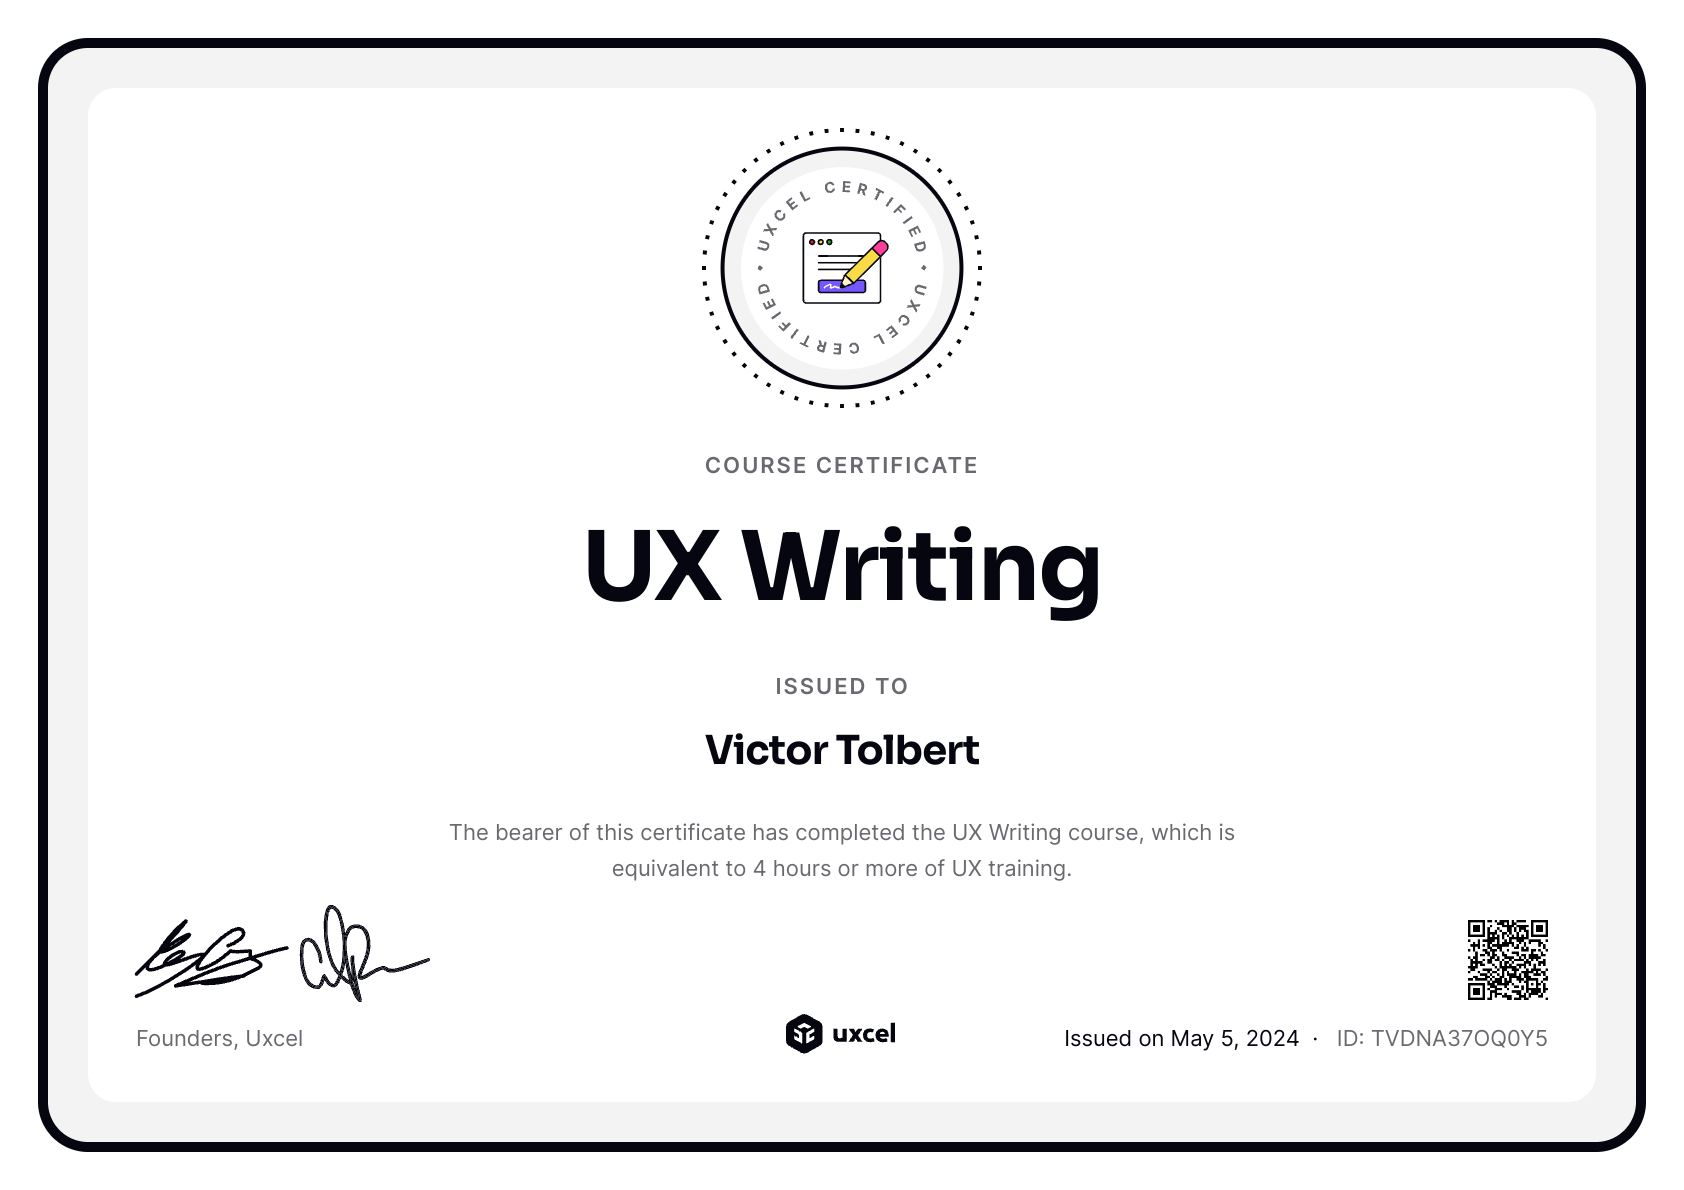 UXCEL CERTIFIED • UXCEL CERTIFIED •
COURSE CERTIFICATE
UX Writing
ISSUED TO
Victor Tolbert
The bearer of this certificate has completed the UX Writing course, which is
equivalent to 4 hours or more of UX training.
Founders, Uxcel
uxcel
Issued on May 5, 2024 · ID: TVDNA37OQ0Y5